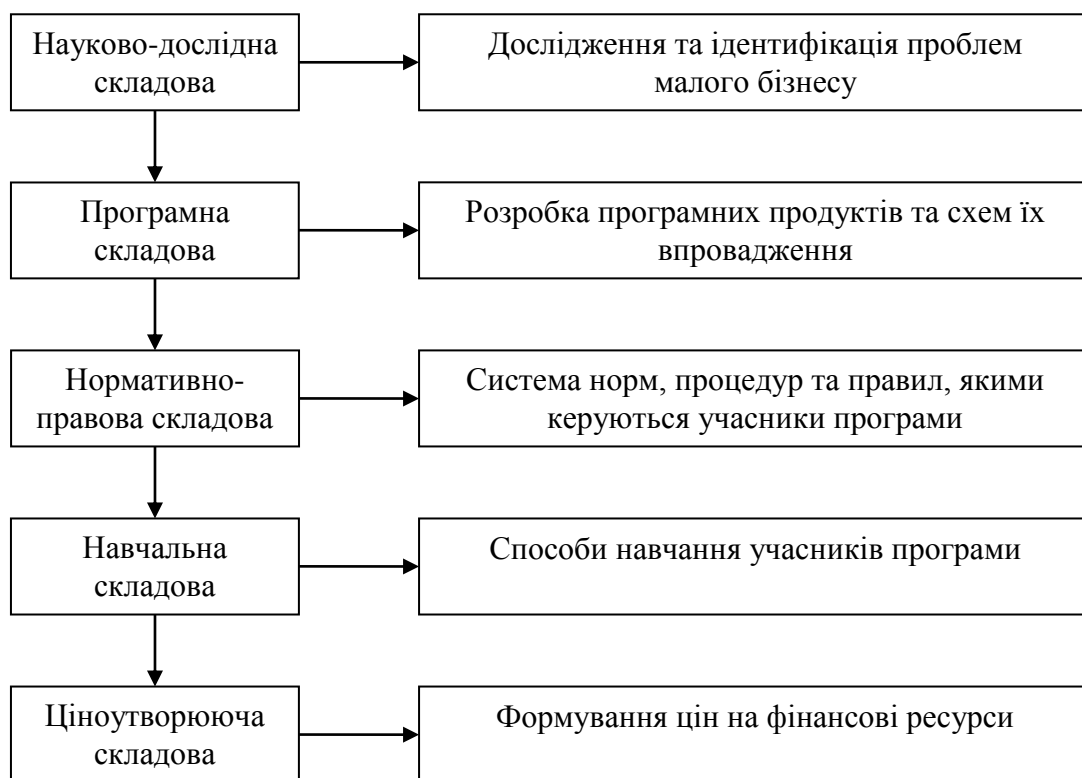 Науково-дослідна
складова
Дослідження та ідентифікація проблем
малого бізнесу
Програмна
складова
Розробка програмних продуктів та схем їх
впровадження
Нормативно-
правова складова
Система норм, процедур та правил, якими
керуються учасники програми
Навчальна
складова
Способи навчання учасників програми
Ціноутворююча
складова
Формування цін на фінансові ресурси